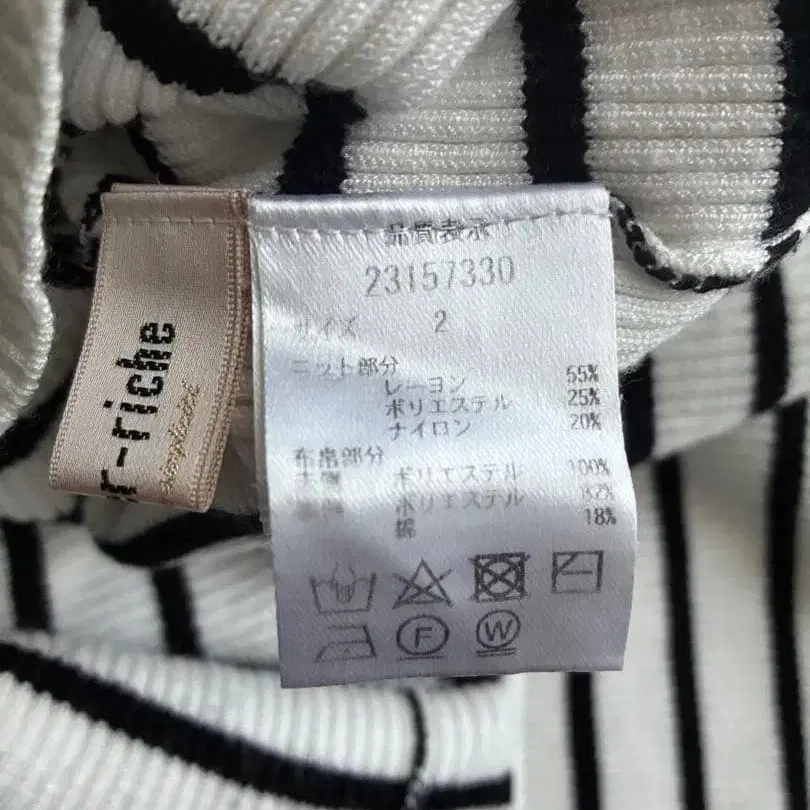 r-riche
品質表示
23157330
サイズ 2
ニット部分
レーヨン 55%
ポリエステル 25%
ナイロン 20%
布帛部分
ポリエステル 100%
ポリエステル 82%
綿 18%
F
W